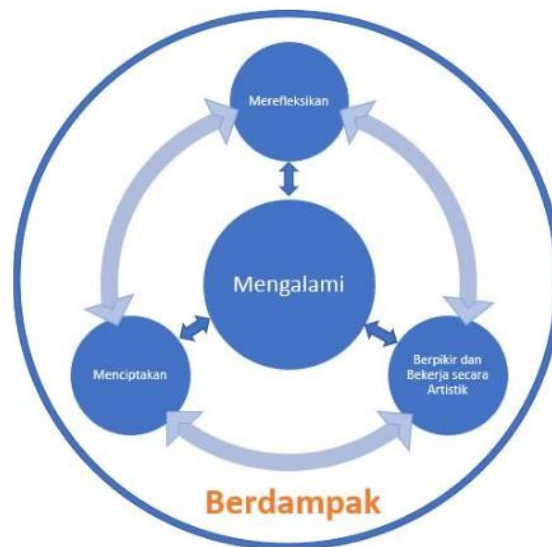 Merefleksikan
Mengalami
Menciptakan
Berpikir dan
Bekerja secara
Artistik
Berdampak